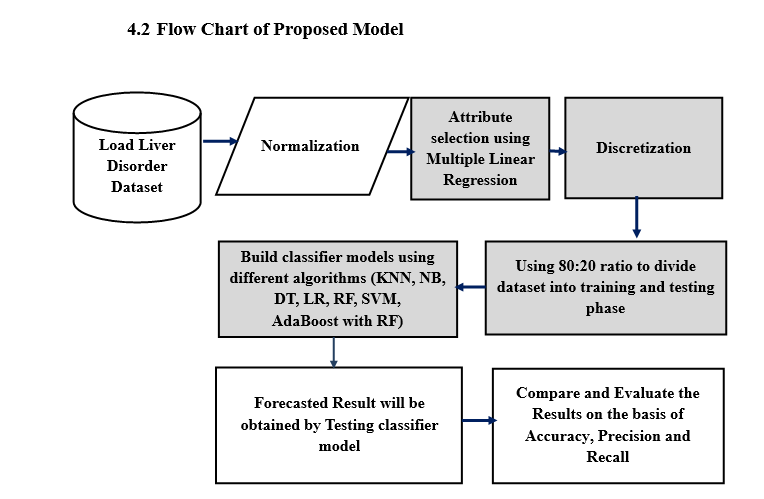 4.2 Flow Chart of Proposed Model
Load Liver
Disorder
Dataset
Normalization
Attribute
selection using
Multiple Linear
Regression
Discretization
Using 80:20 ratio to divide
dataset into training and testing
phase
Build classifier models using
different algorithms (KNN, NB,
DT, LR, RF, SVM,
AdaBoost with RF)
Forecasted Result will be
obtained by Testing classifier
model
Compare and Evaluate the
Results on the basis of
Accuracy, Precision and
Recall